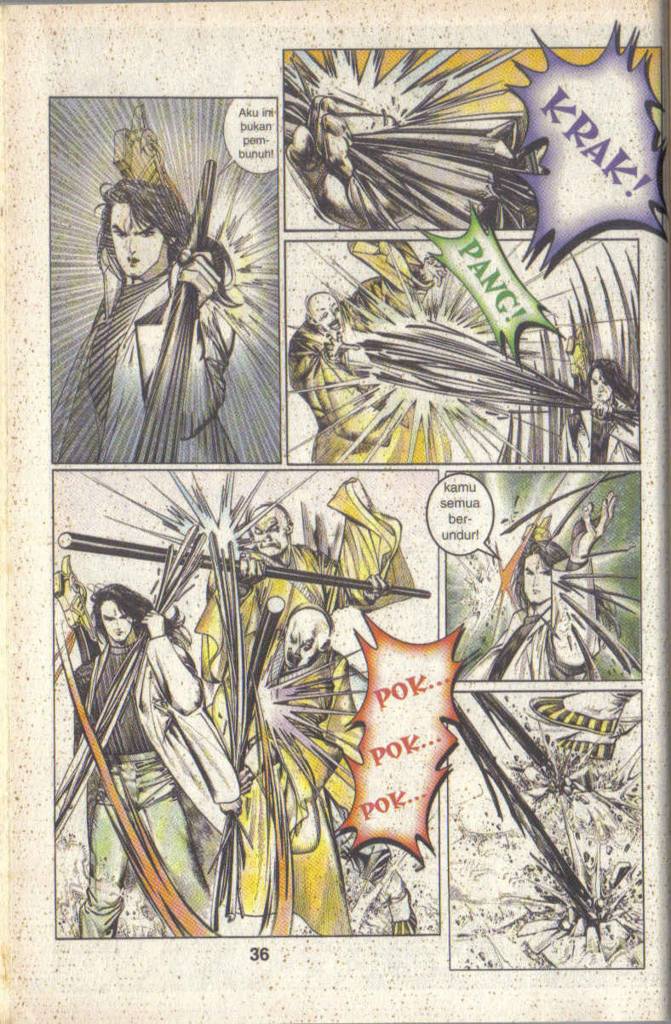 Aku ini
bukan
pem-
bunuh!
KRAK!
PANG!
POK...
POK...
POK...
kamu
semua
ber-
undur!
36